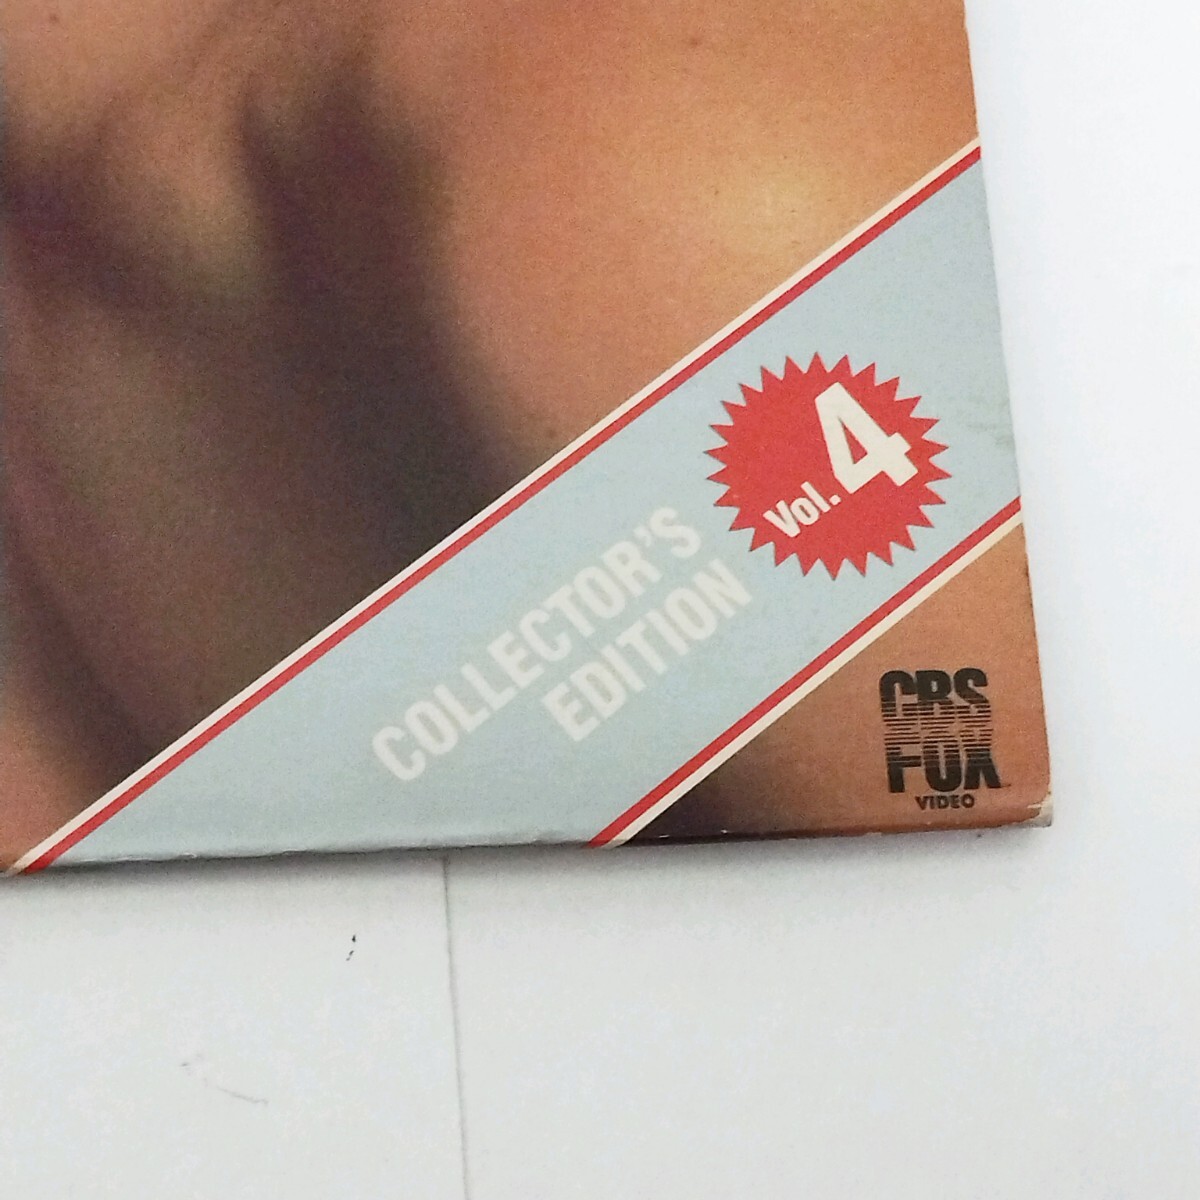 Vol. 4
COLLECTOR'S
EDITION
CBS
FOX
VIDEO